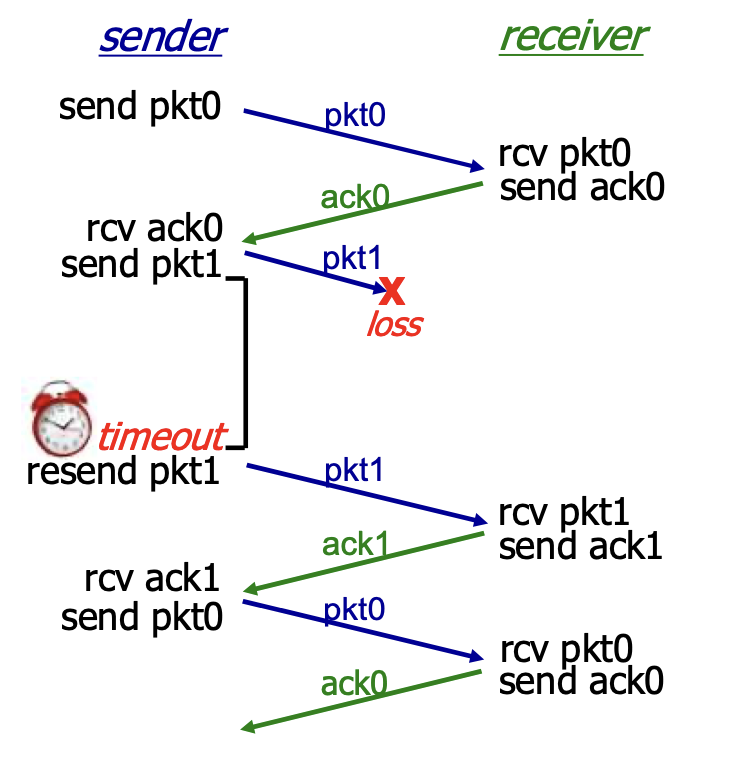 sender
receiver
send pkt0
pkt0
rcv pkt0
send ack0
ack0
rcv ack0
send pkt1
pkt1
X
loss
timeout
resend pkt1
pkt1
rcv pkt1
send ack1
ack1
rcv ack1
send pkt0
pkt0
rcv pkt0
send ack0
ack0